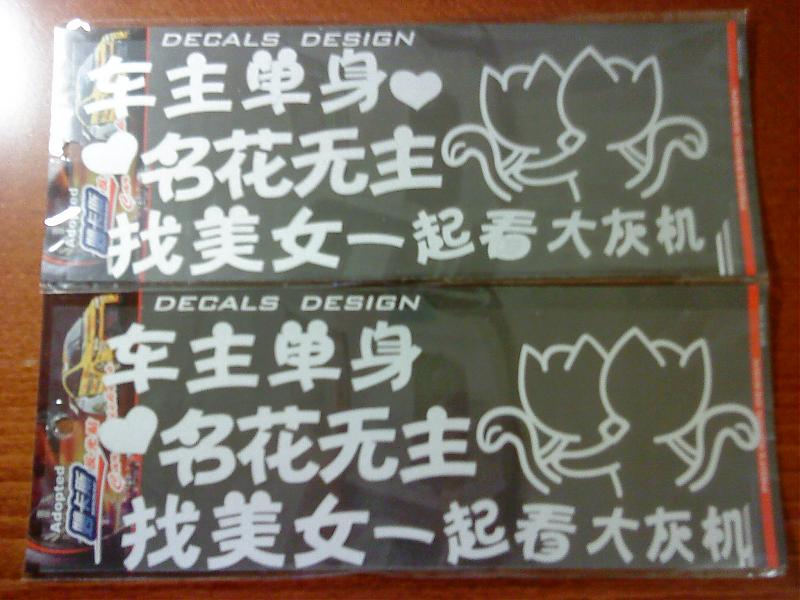 DECALS DESIGN
车主单身
名花无主
找美女一起看大灰机
Adopted
DECALS DESIGN
车主单身
名花无主
找美女一起看大灰机
Adopted